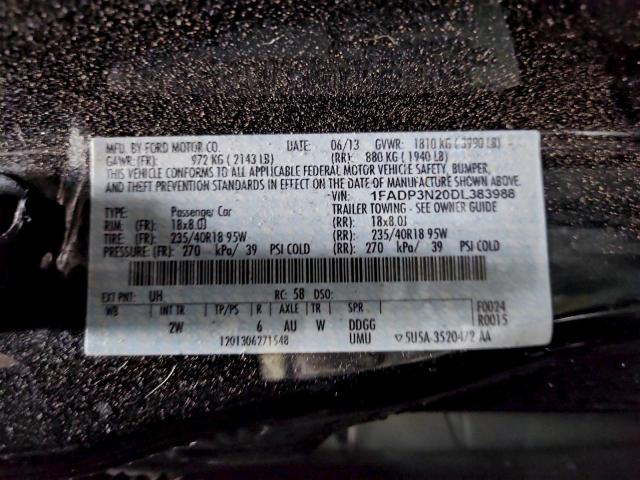 MFD. BY FORD MOTOR CO. DATE: 06/13 GVWR: 1810 KG ( 3990 LB)
GAWR: (FR): 972 KG ( 2143 LB) (RR): 880 KG ( 1940 LB)
THIS VEHICLE CONFORMS TO ALL APPLICABLE FEDERAL MOTOR VEHICLE SAFETY, BUMPER,
AND THEFT PREVENTION STANDARDS IN EFFECT ON THE DATE OF MANUFACTURE SHOWN ABOVE.
VIN: 1FADP3N20DL383988
TYPE: Passenger Car TRAILER TOWING - SEE OWNER GUIDE
RIM: (FR): 18x8.0J (RR): 18x8.0J
TIRE: (FR): 235/40R18 95W (RR): 235/40R18 95W
PRESSURE: (FR): 270 kPa/ 39 PSI COLD (RR): 270 kPa/ 39 PSI COLD
EXT PNT: UH RC: 58 DSO:
WB INT TR TP/PS R AXLE TR SPR F0024
2W 6 AU W DDGG R0015
1201306271548 UMU 5U5A-3520472 AA